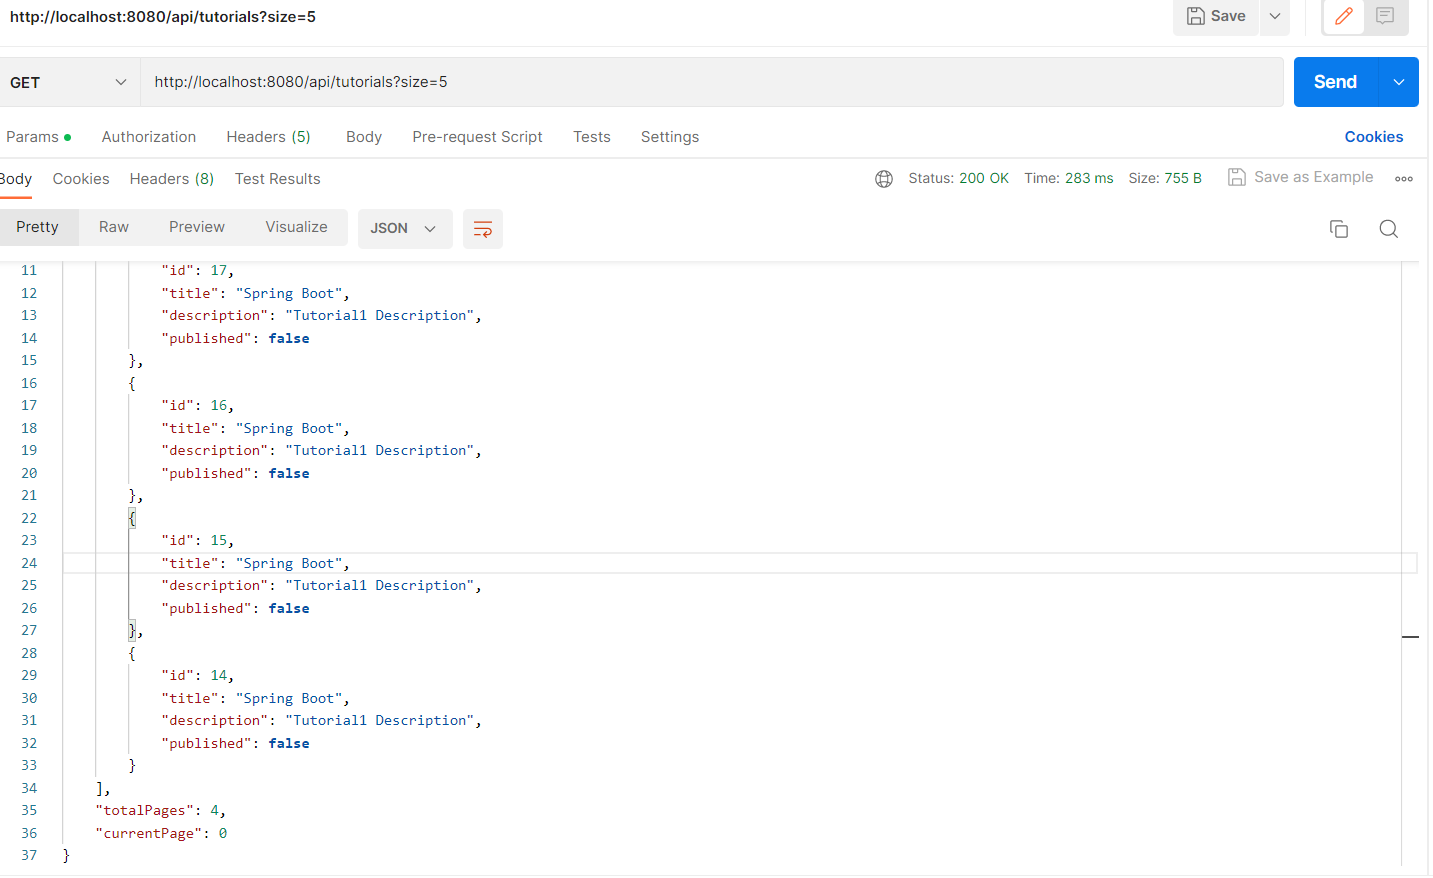 http://localhost:8080/api/tutorials?size=5
Save
GET http://localhost:8080/api/tutorials?size=5 Send
Params Authorization Headers (5) Body Pre-request Script Tests Settings Cookies
Body Cookies Headers (8) Test Results Status: 200 OK Time: 283 ms Size: 755 B Save as Example
Pretty Raw Preview Visualize JSON
11 "id": 17,
12 "title": "Spring Boot",
13 "description": "Tutorial1 Description",
14 "published": false
15 },
16 {
17 "id": 16,
18 "title": "Spring Boot",
19 "description": "Tutorial1 Description",
20 "published": false
21 },
22 {
23 "id": 15,
24 "title": "Spring Boot",
25 "description": "Tutorial1 Description",
26 "published": false
27 },
28 {
29 "id": 14,
30 "title": "Spring Boot",
31 "description": "Tutorial1 Description",
32 "published": false
33 }
34 ],
35 "totalPages": 4,
36 "currentPage": 0
37 }